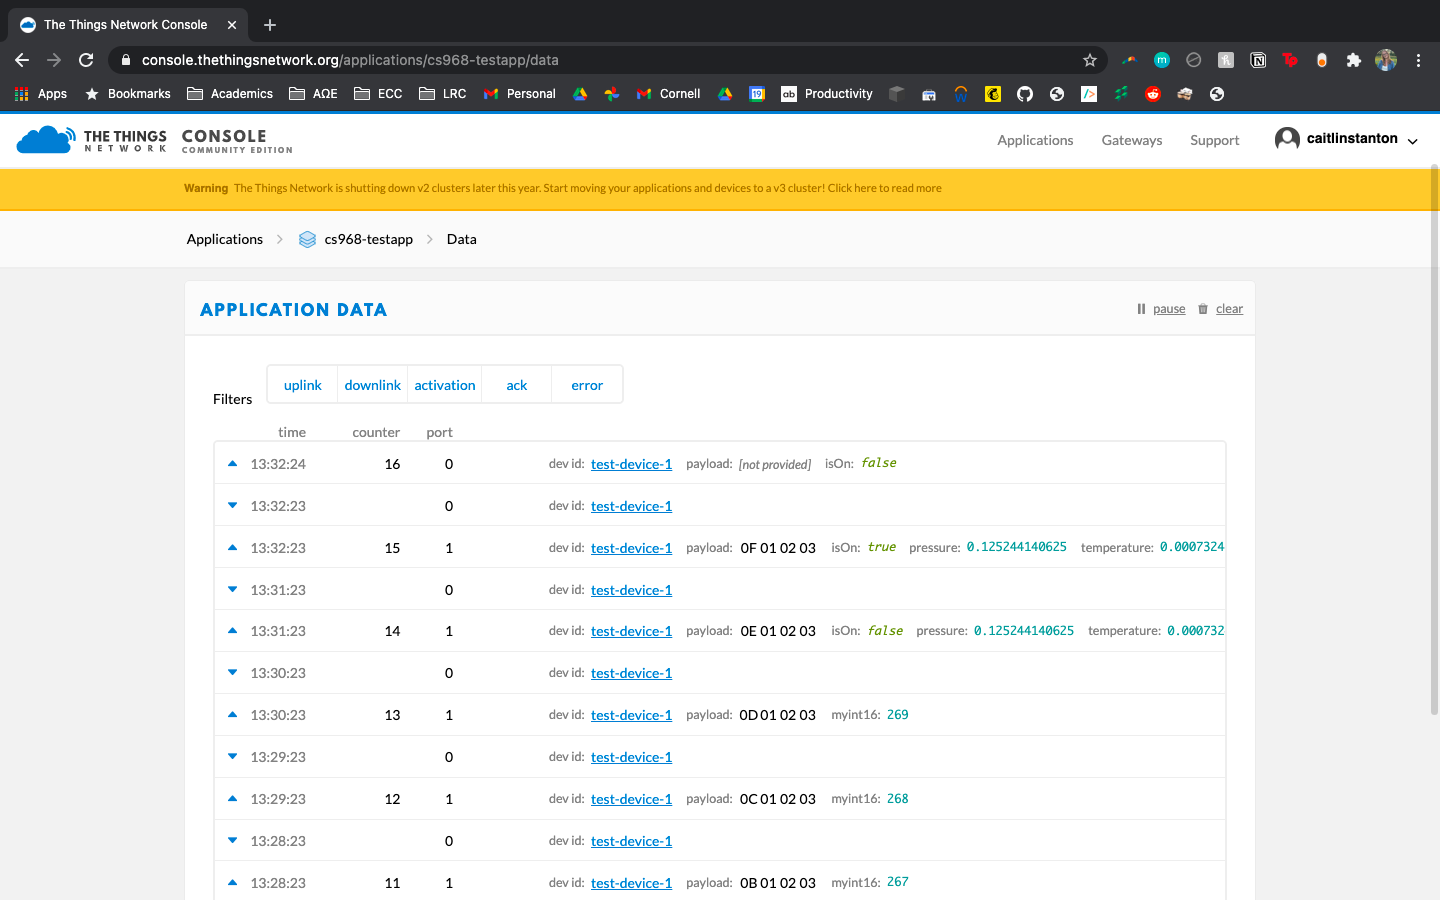 The Things Network Console
console.thethingsnetwork.org/applications/cs968-testapp/data
Apps Bookmarks Academics AQE ECC LRC Personal Cornell 19 ab Productivity
THE THINGS NETWORK CONSOLE COMMUNITY EDITION Applications Gateways Support caitlinstanton
Warning The Things Network is shutting down v2 clusters later this year. Start moving your applications and devices to a v3 cluster! Click here to read more
Applications cs968-testapp Data
APPLICATION DATA pause clear
Filters uplink downlink activation ack error
time counter port
13:32:24 16 0 dev id: test-device-1 payload: [not provided] isOn: false
13:32:23 0 dev id: test-device-1
13:32:23 15 1 dev id: test-device-1 payload: 0F 01 02 03 isOn: true pressure: 0.125244140625 temperature: 0.0007324
13:31:23 0 dev id: test-device-1
13:31:23 14 1 dev id: test-device-1 payload: 0E 01 02 03 isOn: false pressure: 0.125244140625 temperature: 0.000732
13:30:23 0 dev id: test-device-1
13:30:23 13 1 dev id: test-device-1 payload: 0D 01 02 03 myint16: 269
13:29:23 0 dev id: test-device-1
13:29:23 12 1 dev id: test-device-1 payload: 0C 01 02 03 myint16: 268
13:28:23 0 dev id: test-device-1
13:28:23 11 1 dev id: test-device-1 payload: 0B 01 02 03 myint16: 267